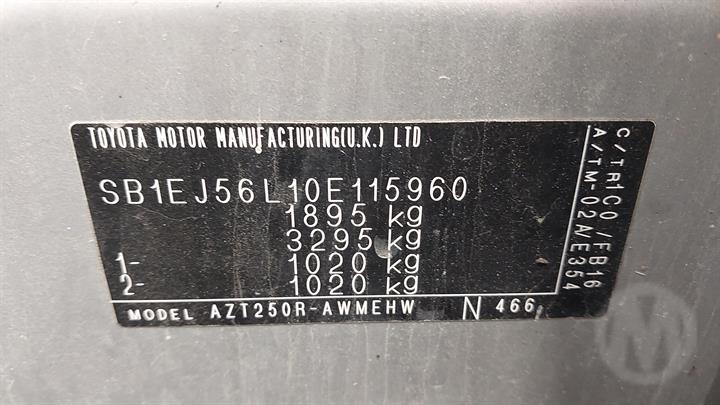 TOYOTA MOTOR MANUFACTURING(U.K.) LTD
SB1EJ56L10E115960
1895 kg
3295 kg
1- 1020 kg
2- 1020 kg
MODEL AZT250R-AWMEHW N 466
C/TR1C0/FB16
A/TM-02A/E354
M